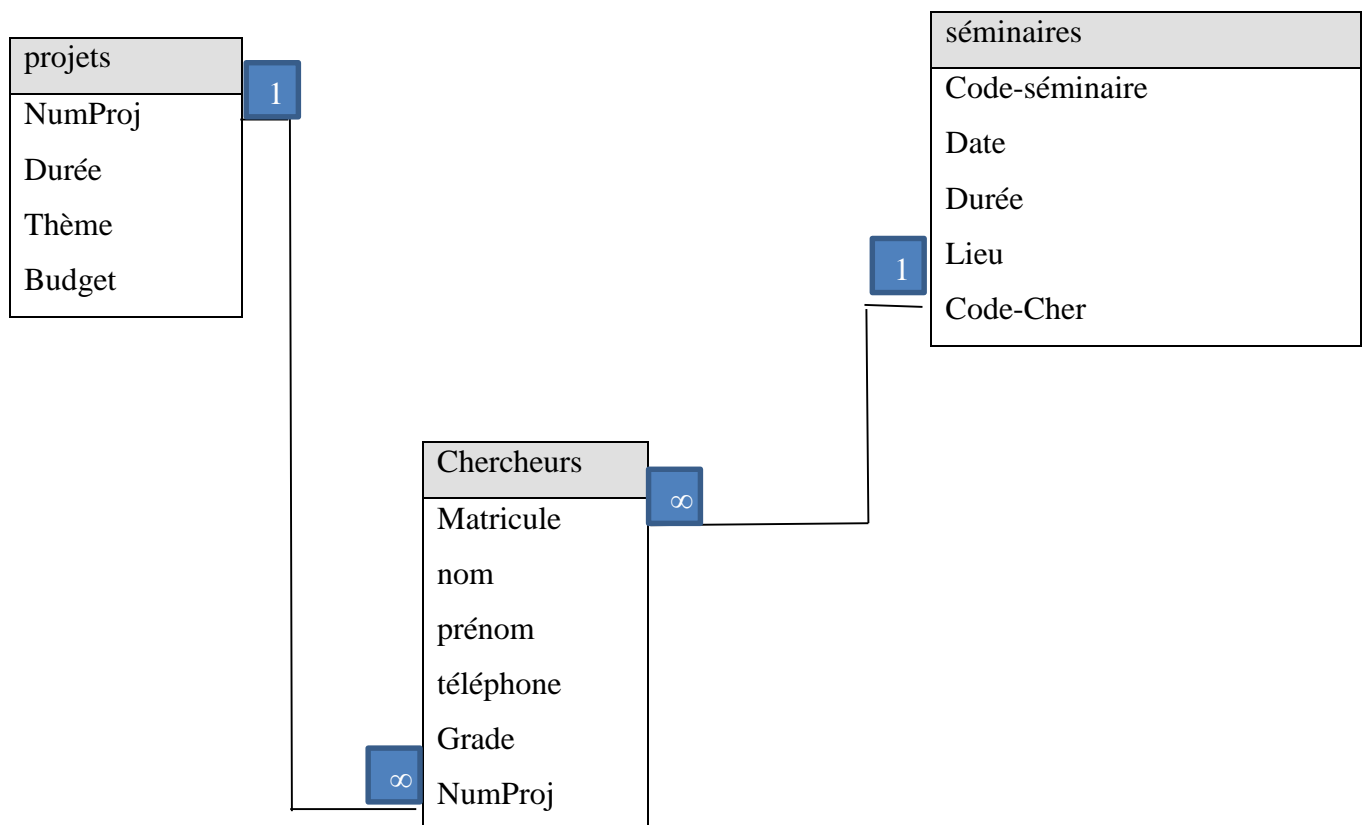 projets
NumProj
Durée
Thème
Budget
1
séminaires
Code-séminaire
Date
Durée
Lieu
Code-Cher
1
Chercheurs
Matricule
nom
prénom
téléphone
Grade
NumProj
∞
∞